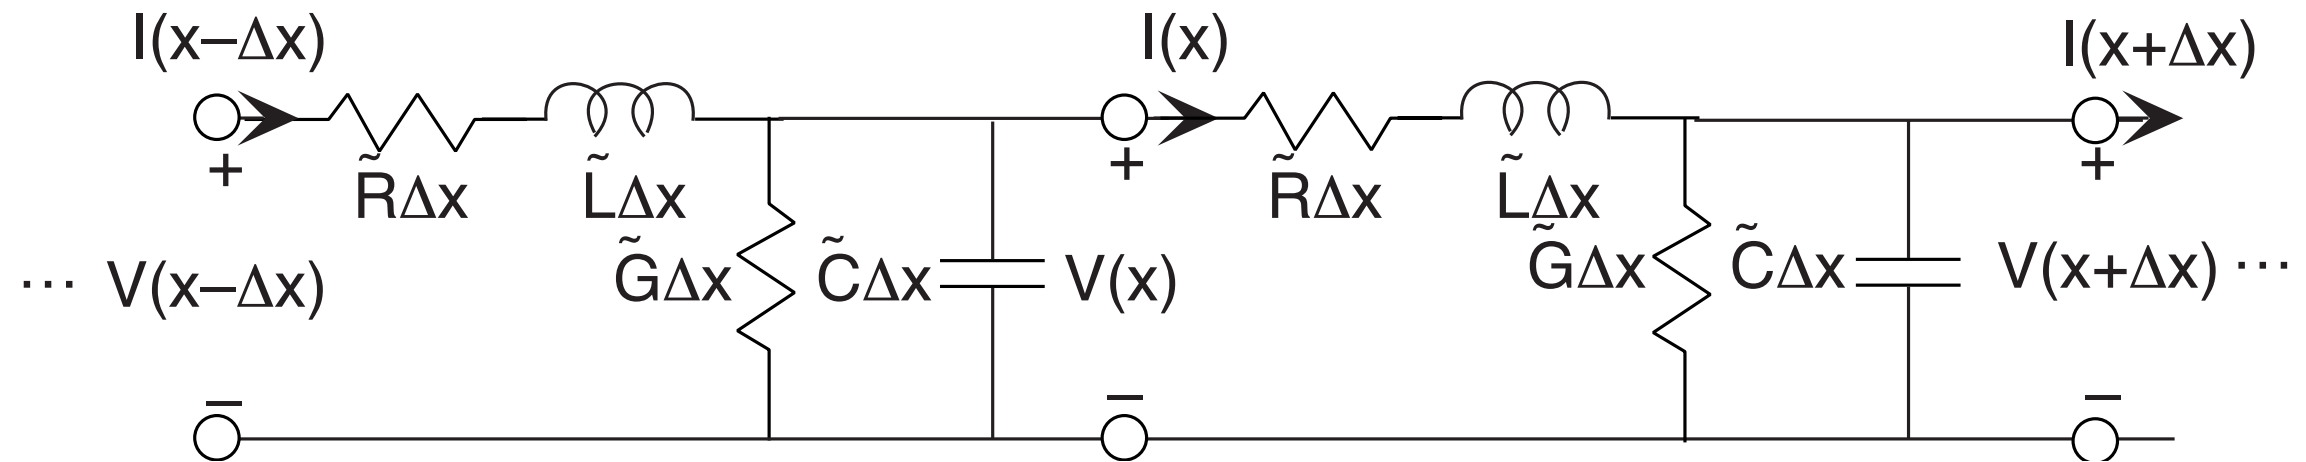 I(x–Δx) I(x) I(x+Δx)
+ + +
R̃Δx L̃Δx R̃Δx L̃Δx
G̃Δx C̃Δx G̃Δx C̃Δx
··· V(x–Δx) V(x) V(x+Δx) ···
– – –